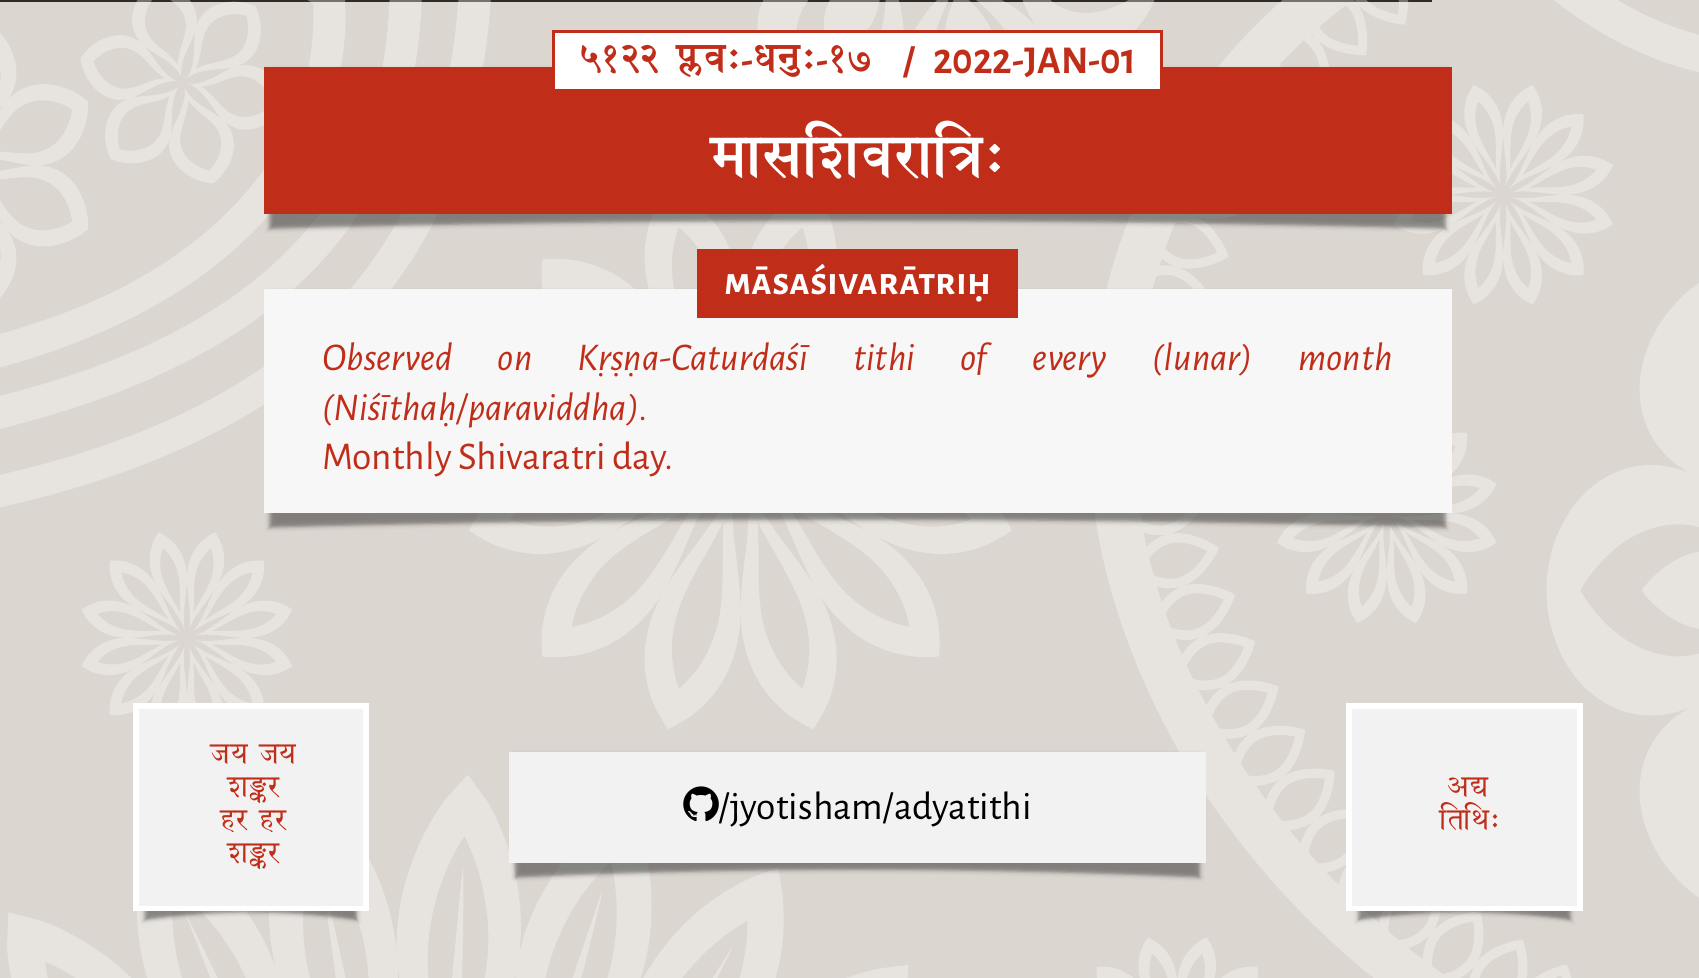 ५१२२ प्लवः-धनुः-१७ / 2022-JAN-01
मासशिवरात्रिः
MĀSAŚIVARĀTRIḤ
Observed on Kṛṣṇa-Caturdaśī tithi of every (lunar) month
(Niśīthaḥ/paraviddha).
Monthly Shivaratri day.
जय जय
शङ्कर
हर हर
शङ्कर
/jyotisham/adyatithi
अद्य
तिथिः